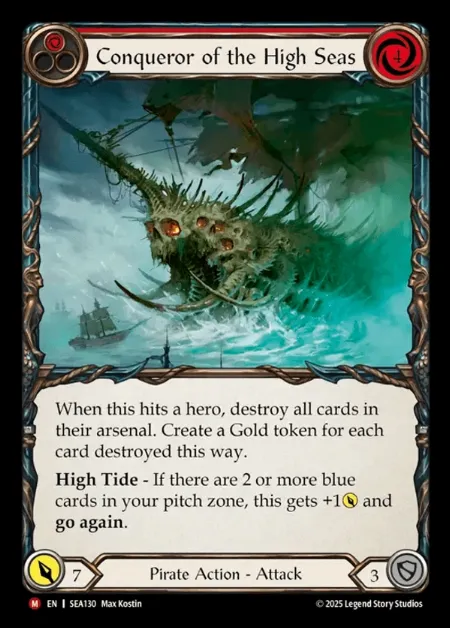 Conqueror of the High Seas
4
When this hits a hero, destroy all cards in
their arsenal. Create a Gold token for each
card destroyed this way.
High Tide - If there are 2 or more blue
cards in your pitch zone, this gets +1 and
go again.
7
Pirate Action - Attack
3
M EN | SEA130 Max Kostin
© 2025 Legend Story Studios